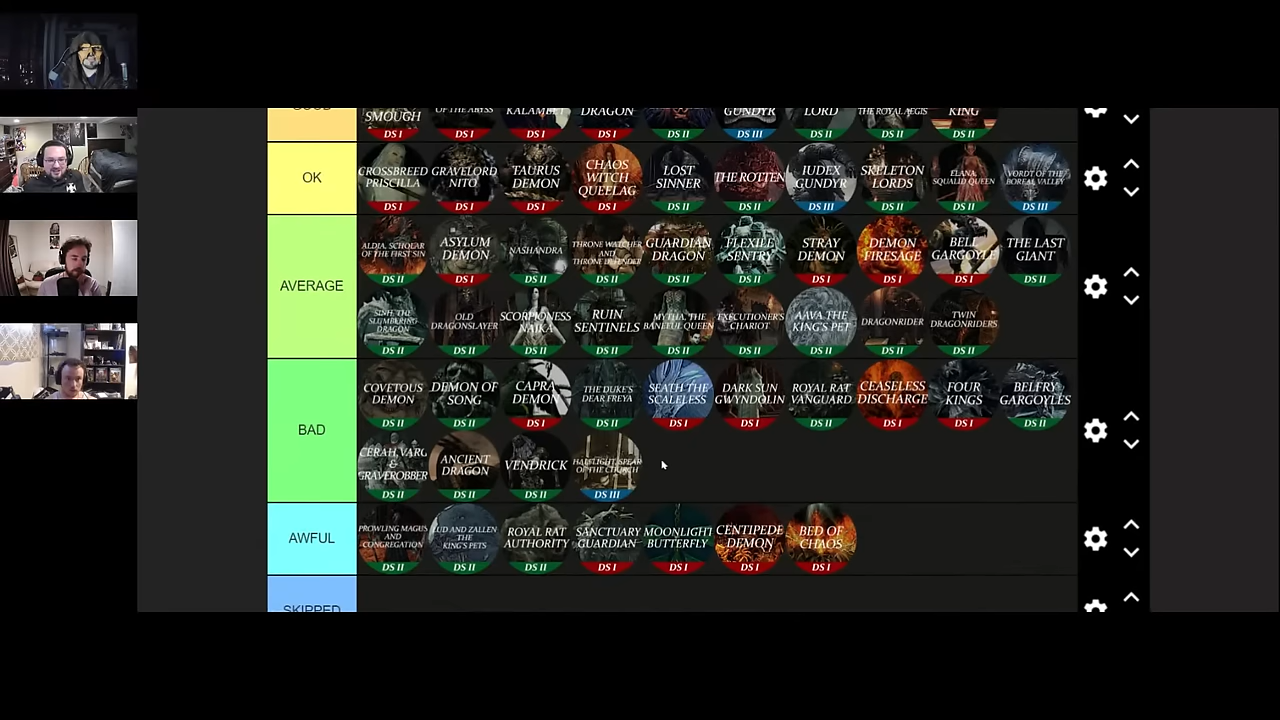 GOOD
SMOUGH
DS I
OF THE ABYSS
DS I
KALAMEET
DS I
DRAGON
DS I
DS II
GUNDYR
DS III
LORD
DS II
THE ROYAL AEGIS
DS II
KING
DS II
OK
CROSSBREED
PRISCILLA
DS I
GRAVELORD
NITO
DS I
TAURUS
DEMON
DS I
CHAOS
WITCH
QUEELAG
DS I
LOST
SINNER
DS II
THE ROTTEN
DS II
IUDEX
GUNDYR
DS III
SKELETON
LORDS
DS II
ELANA,
SQUALID QUEEN
DS II
VORDT OF THE
BOREAL VALLEY
DS III
AVERAGE
ALDIA, SCHOLAR
OF THE FIRST SIN
DS II
ASYLUM
DEMON
DS I
NASHANDRA
DS II
THRONE WATCHER
AND
THRONE DEFENDER
DS II
GUARDIAN
DRAGON
DS II
FLEXILE
SENTRY
DS II
STRAY
DEMON
DS I
DEMON
FIRESAGE
DS I
BELL
GARGOYLE
DS I
THE LAST
GIANT
DS II
SINH, THE
SLUMBERING
DRAGON
DS II
OLD
DRAGONSLAYER
DS II
SCORPIONESS
NAJKA
DS II
RUIN
SENTINELS
DS II
MYTHA, THE
BANEFUL QUEEN
DS II
EXECUTIONER'S
CHARIOT
DS II
AAVA THE
KING'S PET
DS II
DRAGONRIDER
DS II
TWIN
DRAGONRIDERS
DS II
BAD
COVETOUS
DEMON
DS II
DEMON OF
SONG
DS II
CAPRA
DEMON
DS I
THE DUKE'S
DEAR FREYA
DS II
SEATH THE
SCALELESS
DS I
DARK SUN
GWYNDOLIN
DS I
ROYAL RAT
VANGUARD
DS II
CEASELESS
DISCHARGE
DS I
FOUR
KINGS
DS I
BELFRY
GARGOYLES
DS II
CERAH, VARG
&
GRAVEROBBER
DS II
ANCIENT
DRAGON
DS II
VENDRICK
DS II
HALFLIGHT, SPEAR
OF THE CHURCH
DS III
AWFUL
PROWLING MAGUS
AND
CONGREGATION
DS II
LUD AND ZALLEN
THE
KING'S PETS
DS II
ROYAL RAT
AUTHORITY
DS II
SANCTUARY
GUARDIAN
DS I
MOONLIGHT
BUTTERFLY
DS I
CENTIPEDE
DEMON
DS I
BED OF
CHAOS
DS I
SKIPPED